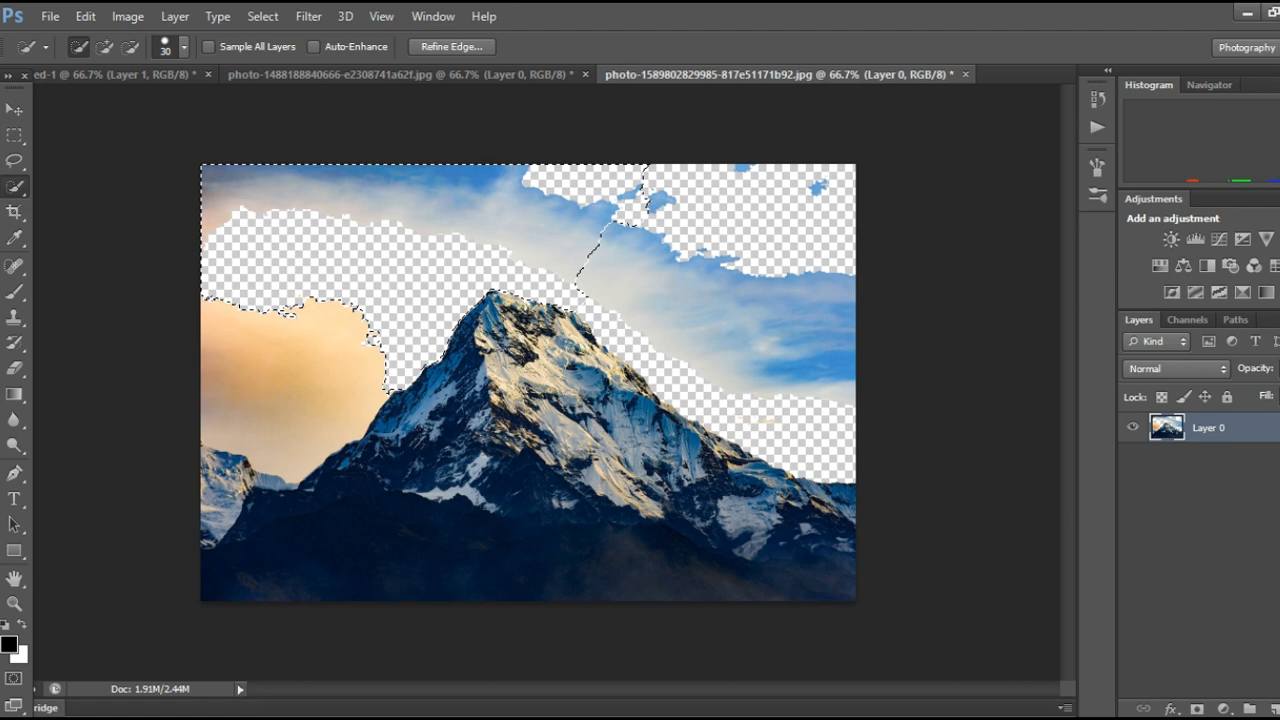 Ps File Edit Image Layer Type Select Filter 3D View Window Help
30 Sample All Layers Auto-Enhance Refine Edge... Photography
ed-1 @ 66.7% (Layer 1, RGB/8) * × photo-1488188840666-e2308741a62f.jpg @ 66.7% (Layer 0, RGB/8) * × photo-1589802829985-817e51171b92.jpg @ 66.7% (Layer 0, RGB/8) * ×
Histogram Navigator
Adjustments
Add an adjustment
Layers Channels Paths
Kind T
Normal Opacity:
Lock: Fill:
Layer 0
T
Doc: 1.91M/2.44M
ridge fx